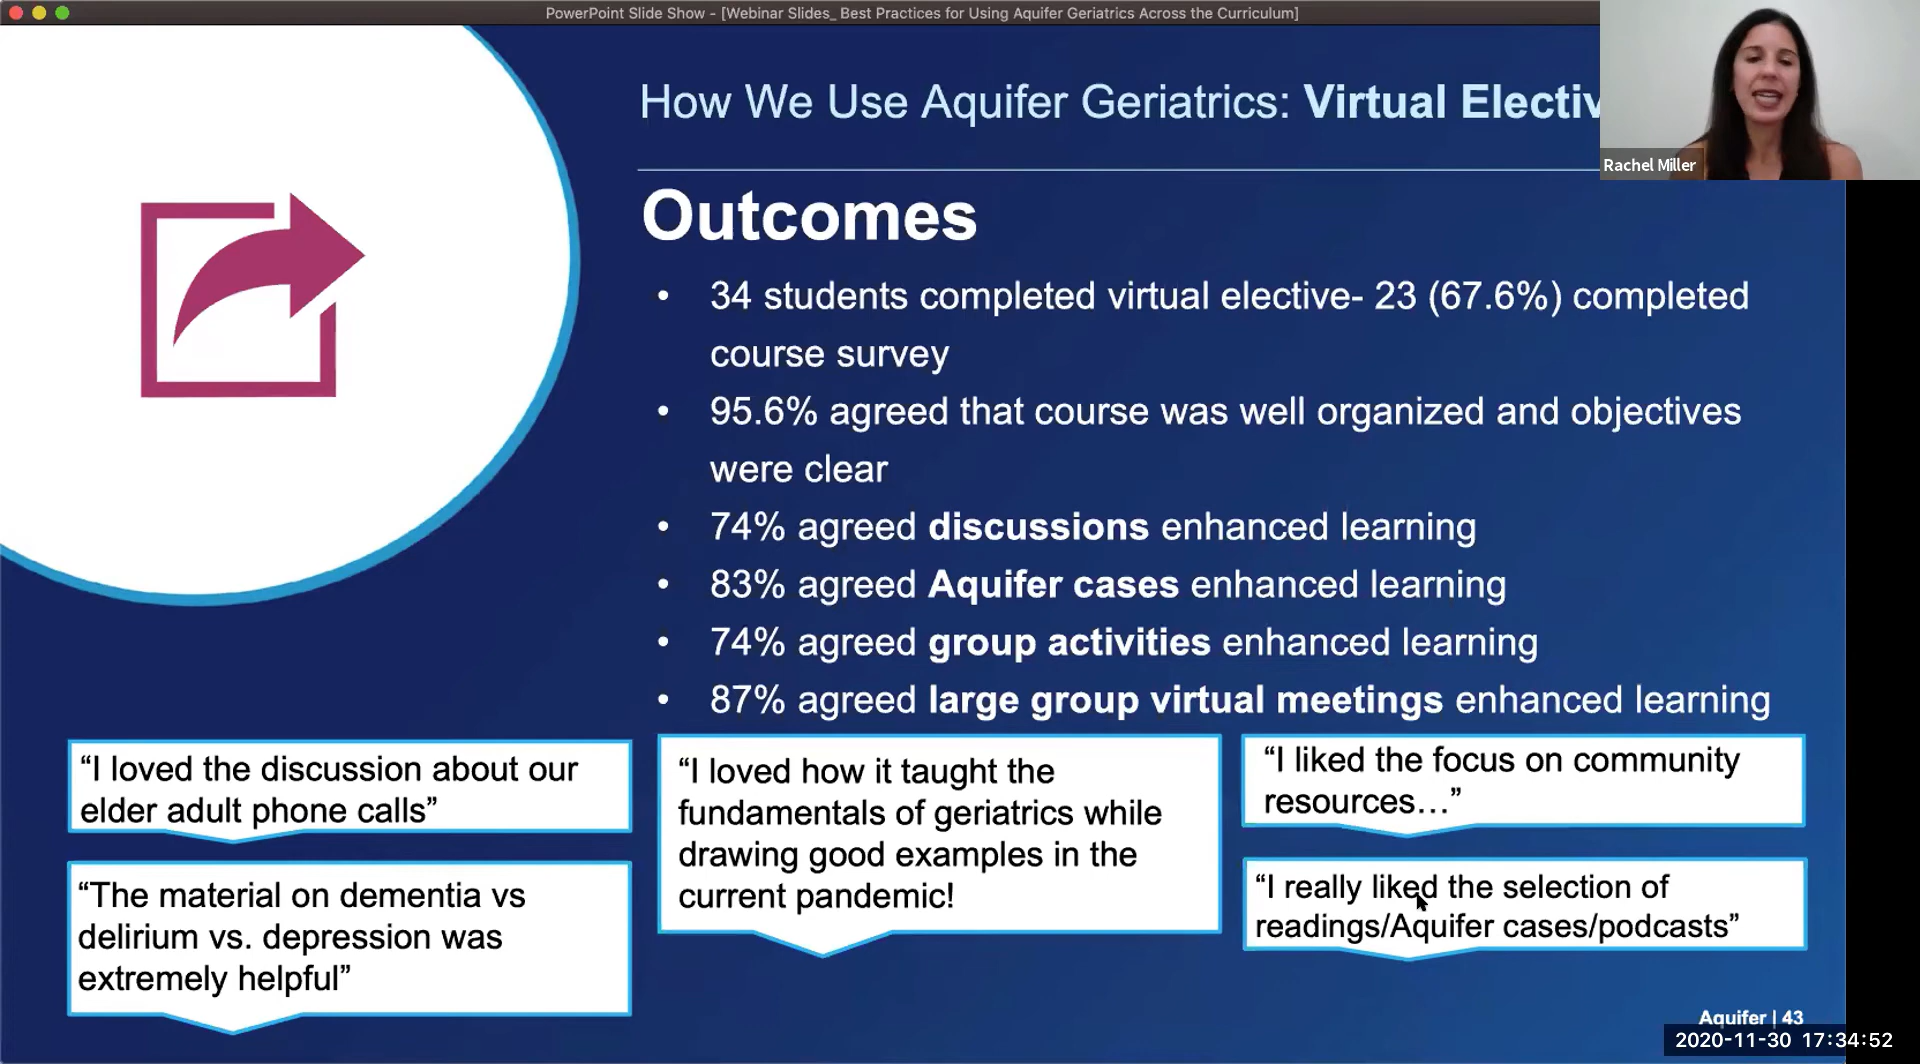 PowerPoint Slide Show - [Webinar Slides_ Best Practices for Using Aquifer Geriatrics Across the Curriculum]
How We Use Aquifer Geriatrics: Virtual Electiv
Rachel Miller
Outcomes
• 34 students completed virtual elective- 23 (67.6%) completed
course survey
• 95.6% agreed that course was well organized and objectives
were clear
• 74% agreed discussions enhanced learning
• 83% agreed Aquifer cases enhanced learning
• 74% agreed group activities enhanced learning
• 87% agreed large group virtual meetings enhanced learning
“I loved the discussion about our
elder adult phone calls”
“The material on dementia vs
delirium vs. depression was
extremely helpful”
“I loved how it taught the
fundamentals of geriatrics while
drawing good examples in the
current pandemic!
“I liked the focus on community
resources…”
“I really liked the selection of
readings/Aquifer cases/podcasts”
Aquifer | 43
2020-11-30 17:34:52